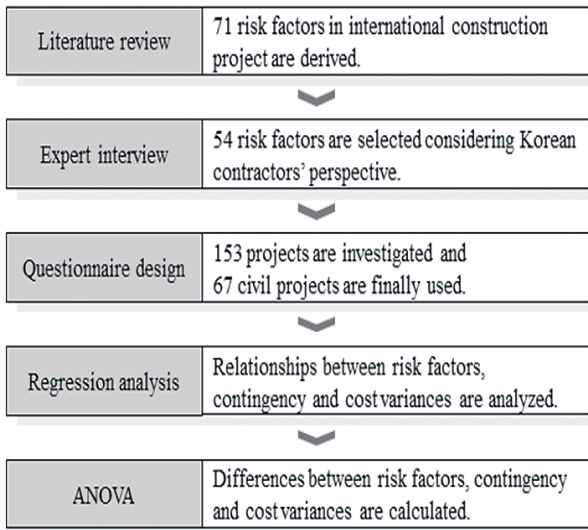 Literature review
71 risk factors in international construction
project are derived.
Expert interview
54 risk factors are selected considering Korean
contractors' perspective.
Questionnaire design
153 projects are investigated and
67 civil projects are finally used.
Regression analysis
Relationships between risk factors,
contingency and cost variances are analyzed.
ANOVA
Differences between risk factors, contingency
and cost variances are calculated.